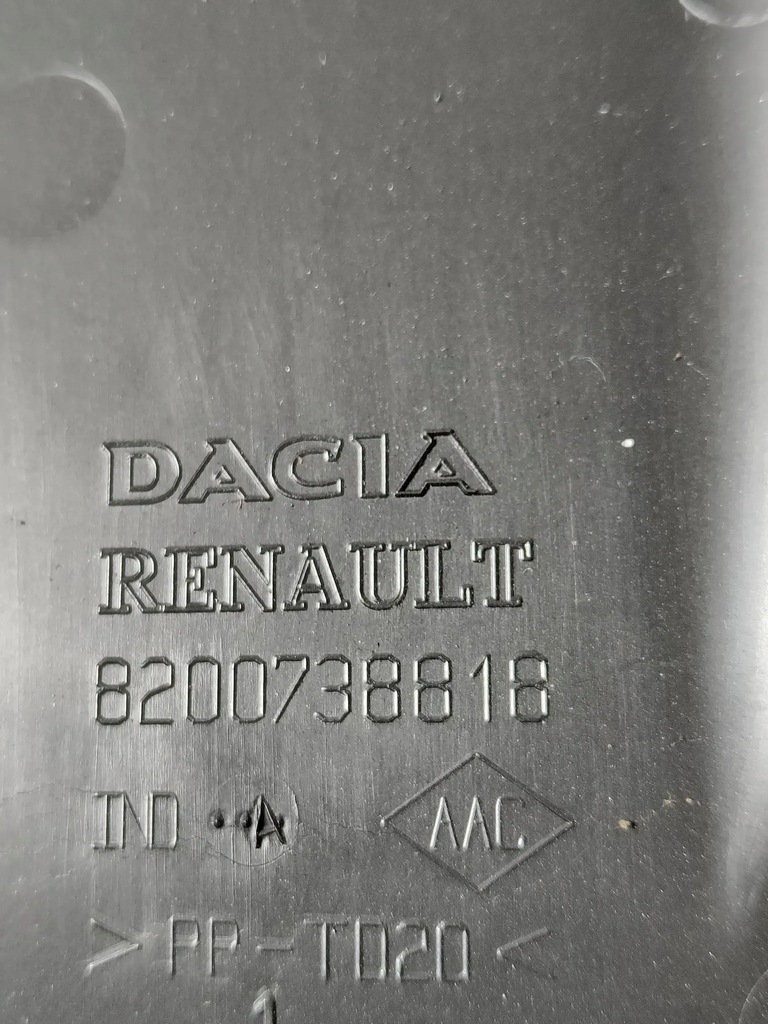 DACIA
RENAULT
8200738818
IND ..A AAC
>PP-TD20<
1